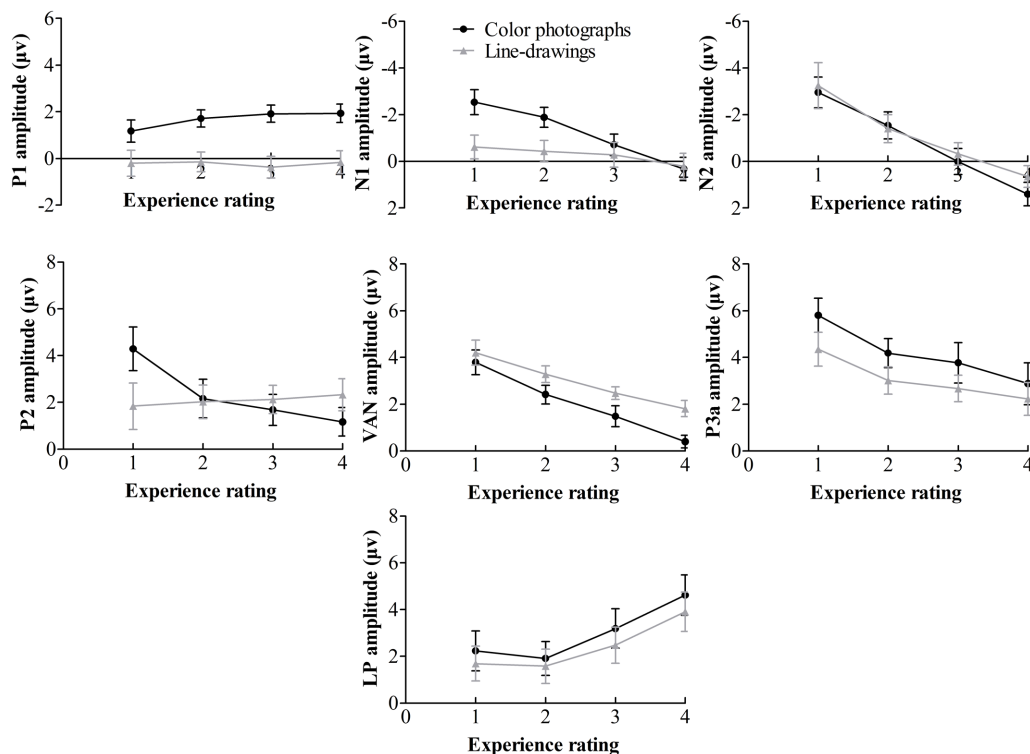 P1 amplitude (μv)
6
4
2
0
-2
1 2 3 4
Experience rating
N1 amplitude (μv)
-6
-4
-2
0
2
1 2 3 4
Experience rating
Color photographs
Line-drawings
N2 amplitude (μv)
-6
-4
-2
0
2
1 2 3 4
Experience rating
P2 amplitude (μv)
8
6
4
2
0
0 1 2 3 4
Experience rating
VAN amplitude (μv)
8
6
4
2
0
0 1 2 3 4
Experience rating
P3a amplitude (μv)
8
6
4
2
0
0 1 2 3 4
Experience rating
LP amplitude (μv)
8
6
4
2
0
0 1 2 3 4
Experience rating